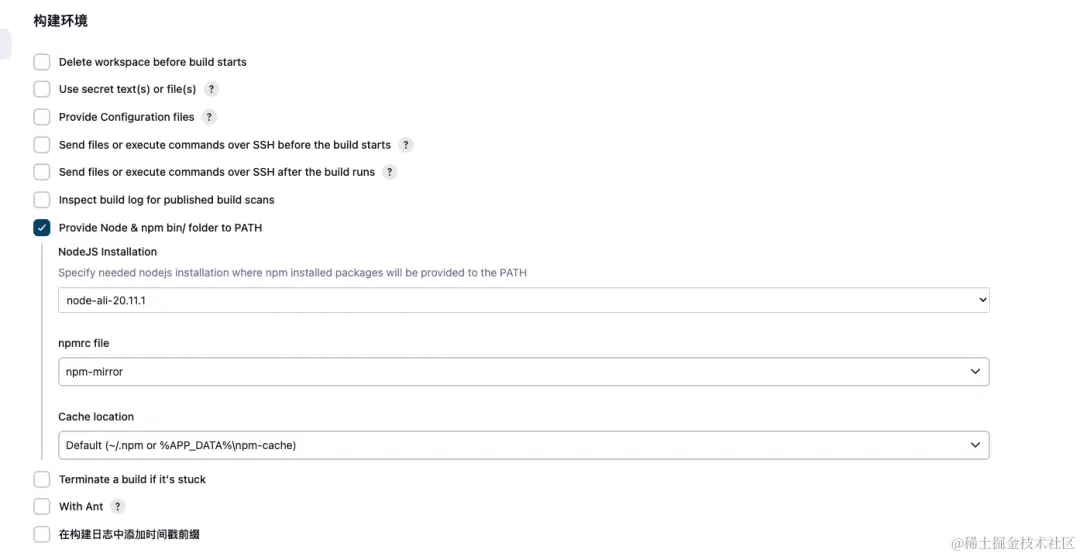 构建环境
Delete workspace before build starts
Use secret text(s) or file(s) ?
Provide Configuration files ?
Send files or execute commands over SSH before the build starts ?
Send files or execute commands over SSH after the build runs ?
Inspect build log for published build scans
Provide Node & npm bin/ folder to PATH
NodeJS Installation
Specify needed nodejs installation where npm installed packages will be provided to the PATH
node-ali-20.11.1
npmrc file
npm-mirror
Cache location
Default (~/.npm or %APP_DATA%\npm-cache)
Terminate a build if it's stuck
With Ant ?
在构建日志中添加时间戳前缀
@稀土掘金技术社区